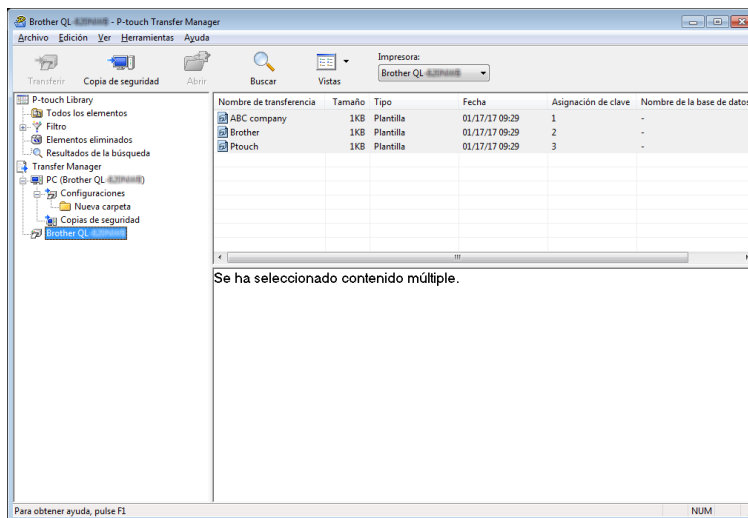 Brother QL - P-touch Transfer Manager
Archivo Edición Ver Herramientas Ayuda
Transferir Copia de seguridad Abrir Buscar Vistas
Impresora:
Brother QL
P-touch Library
Todos los elementos
Filtro
Elementos eliminados
Resultados de la búsqueda
Transfer Manager
PC (Brother QL )
Configuraciones
Nueva carpeta
Copias de seguridad
Brother QL
Nombre de transferencia Tamaño Tipo Fecha Asignación de clave Nombre de la base de datos
ABC company 1KB Plantilla 01/17/17 09:29 1 -
Brother 1KB Plantilla 01/17/17 09:29 2 -
Ptouch 1KB Plantilla 01/17/17 09:29 3 -
Se ha seleccionado contenido múltiple.
Para obtener ayuda, pulse F1
NUM